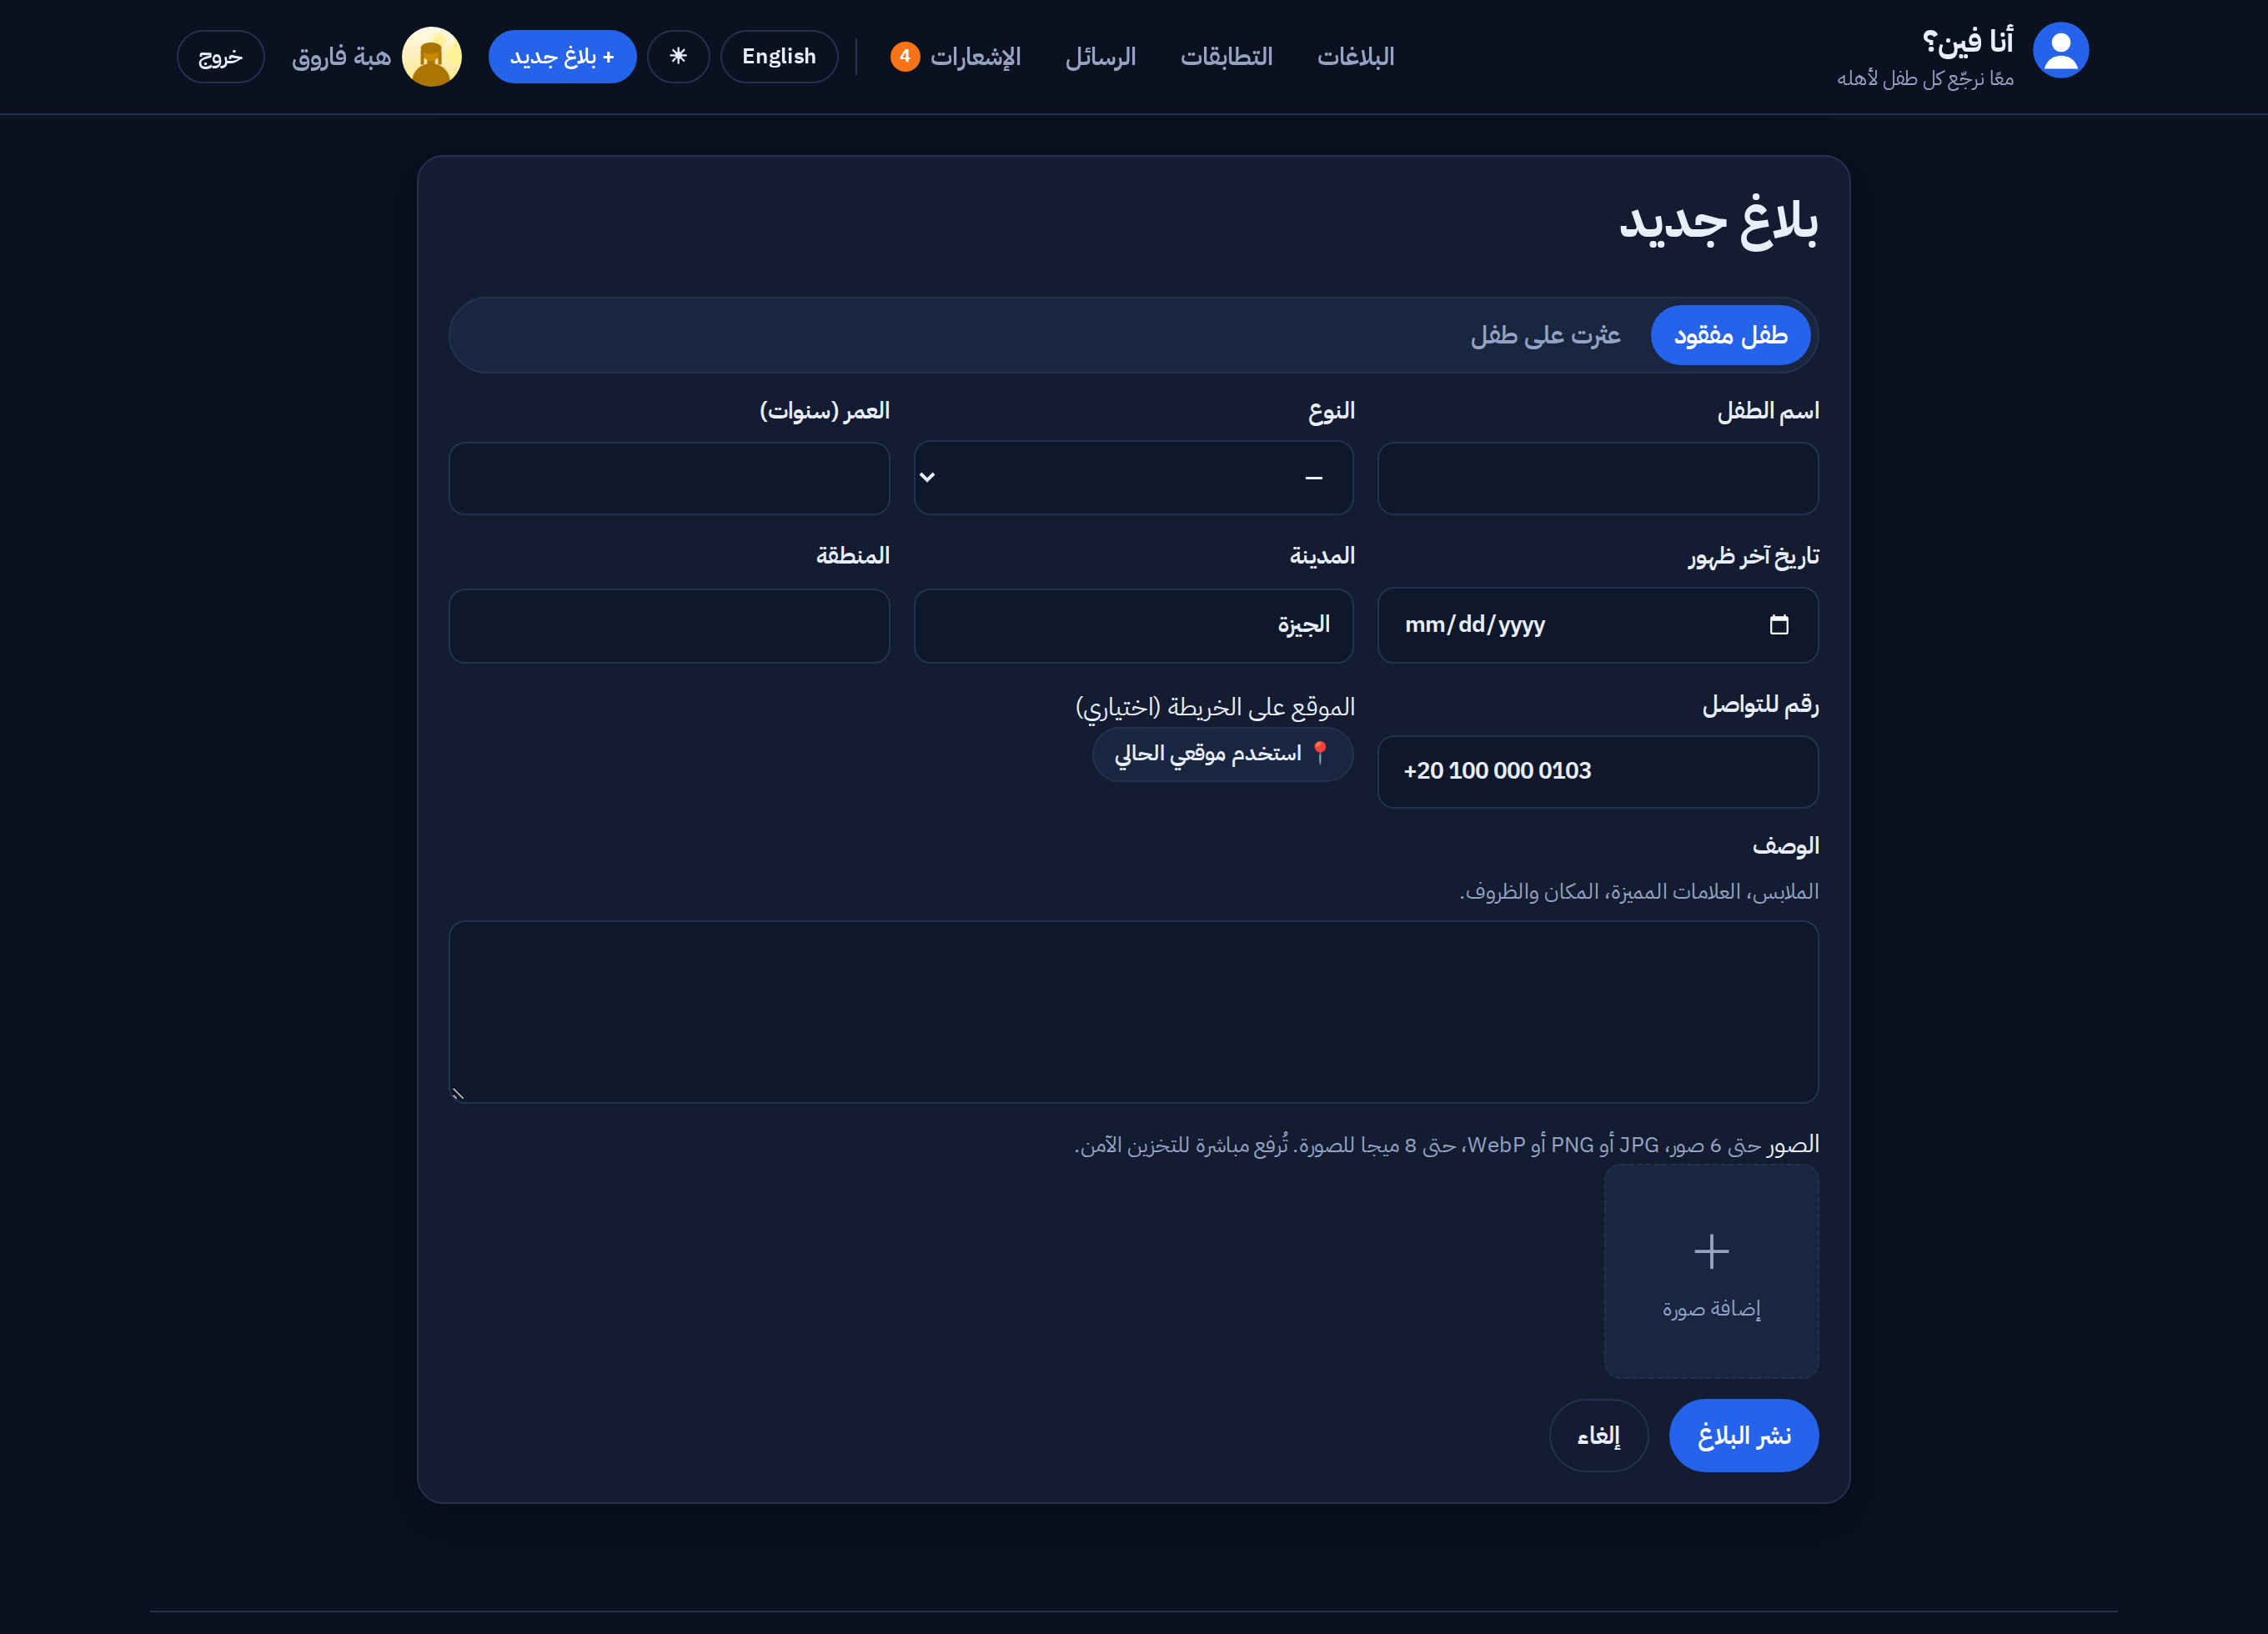 أنا فين؟
معًا نرجّع كل طفل لأهله
البلاغات
التطابقات
الرسائل
الإشعارات 4
English
+ بلاغ جديد
هبة فاروق
خروج
بلاغ جديد
طفل مفقود
عثرت على طفل
اسم الطفل
النوع
العمر (سنوات)
—
تاريخ آخر ظهور
المدينة
المنطقة
mm/dd/yyyy
الجيزة
رقم للتواصل
الموقع على الخريطة (اختياري)
+20 100 000 0103
📍 استخدم موقعي الحالي
الوصف
الملابس، العلامات المميزة، المكان والظروف.
الصور حتى 6 صور، JPG أو PNG أو WebP، حتى 8 ميجا للصورة. تُرفع مباشرة للتخزين الآمن.
إضافة صورة
نشر البلاغ
إلغاء